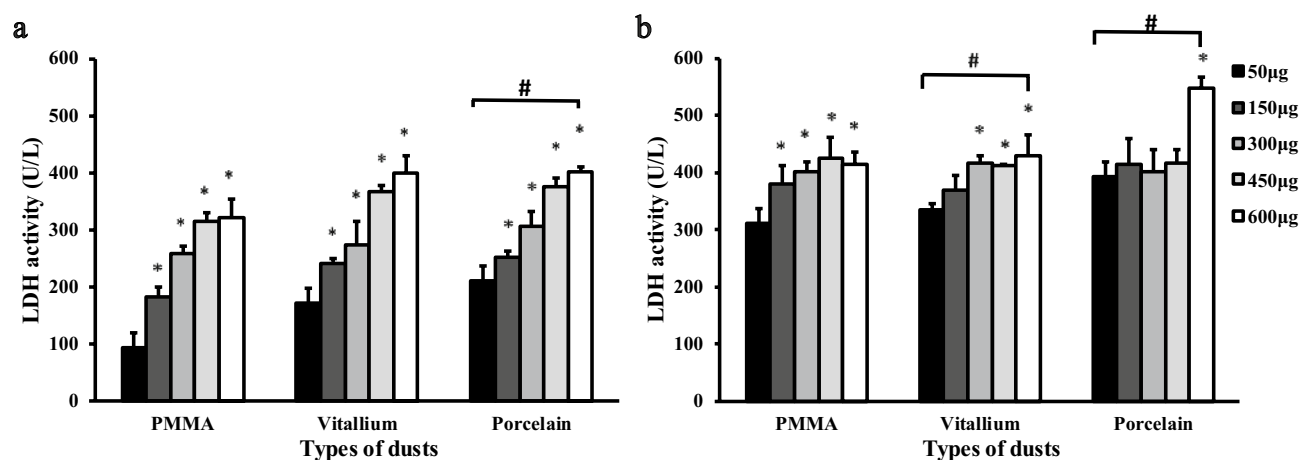 a
600
500
400
300
200
100
0
LDH activity (U/L)
#
* * * *
* * * *
* * * *
PMMA Vitallium Porcelain
Types of dusts
b
600
500
400
300
200
100
0
LDH activity (U/L)
# #
* * * *
* * *
*
PMMA Vitallium Porcelain
Types of dusts
50μg
150μg
300μg
450μg
600μg